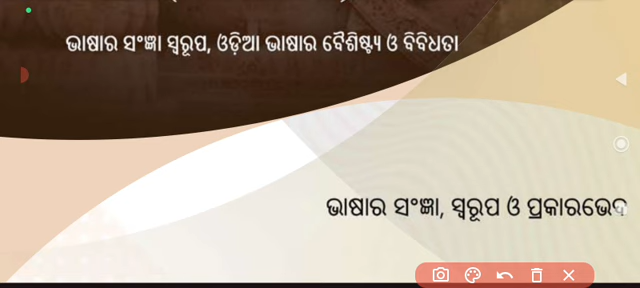 ଭାଷାର ସଂଜ୍ଞା ସ୍ୱରୂପ, ଓଡ଼ିଆ ଭାଷାର ବୈଶିଷ୍ଟ୍ୟ ଓ ବିବିଧତା
ଭାଷାର ସଂଜ୍ଞା, ସ୍ୱରୂପ ଓ ପ୍ରକାରଭେଦ